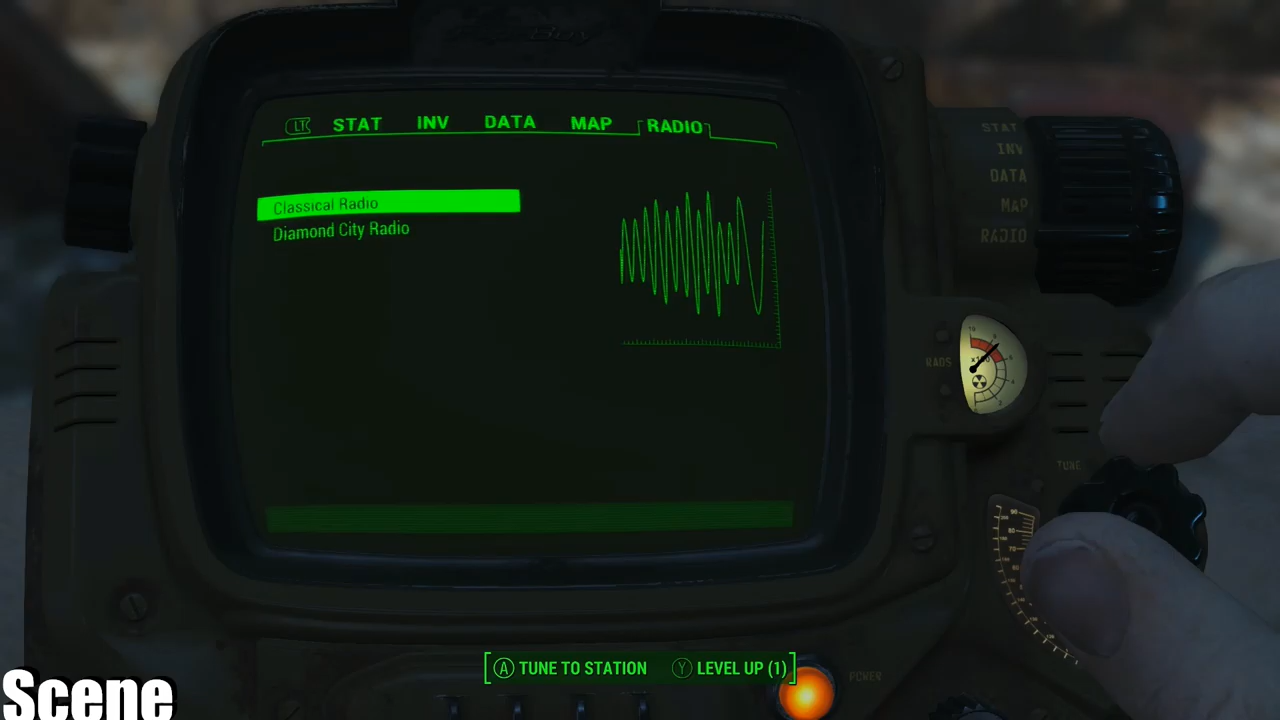 LT STAT INV DATA MAP RADIO
Classical Radio
Diamond City Radio
STAT
INV
DATA
MAP
RADIO
RADS
TUNE
A TUNE TO STATION Y LEVEL UP (1)
POWER
Scene